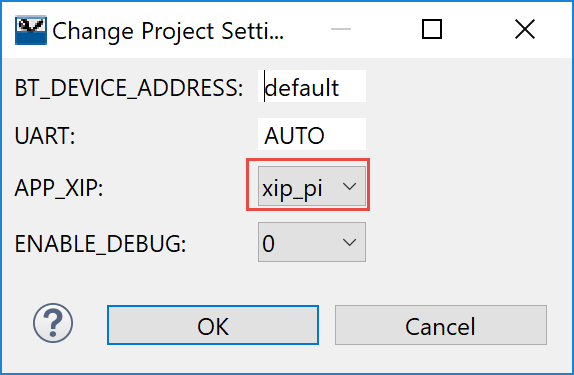 Change Project Setti...
BT_DEVICE_ADDRESS: default
UART: AUTO
APP_XIP: xip_pi
ENABLE_DEBUG: 0
? OK Cancel